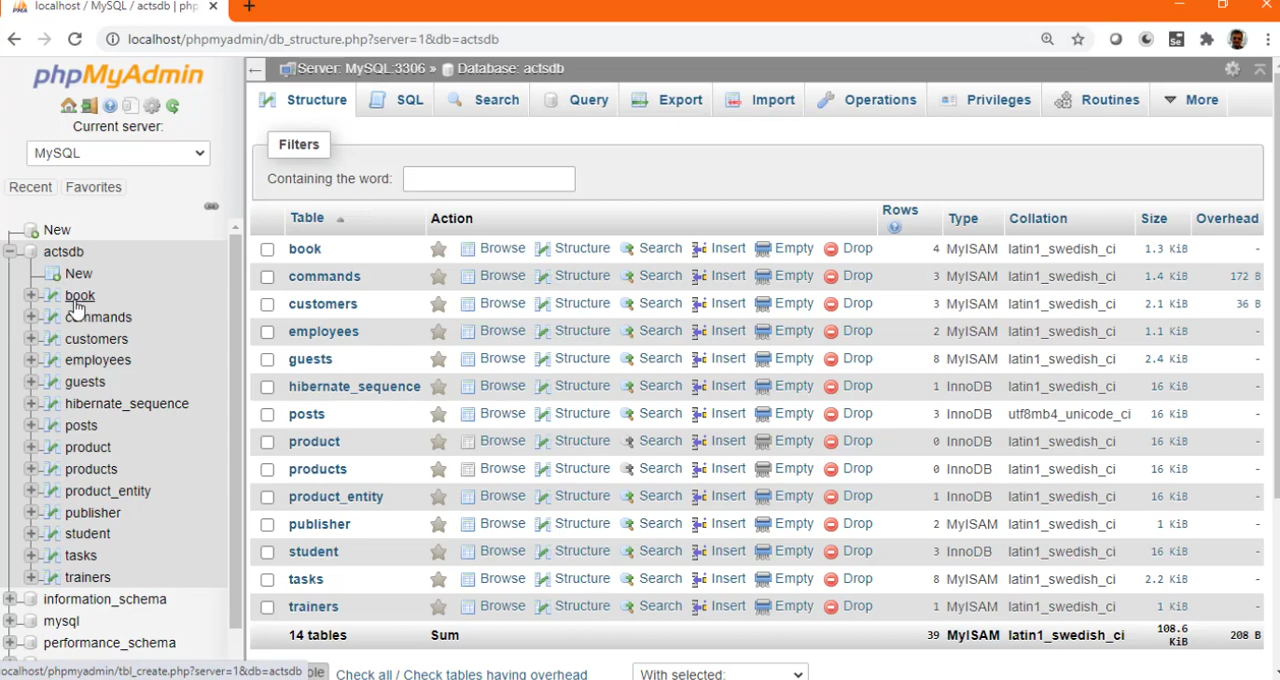 localhost / MySQL / actsdb | php
localhost/phpmyadmin/db_structure.php?server=1&db=actsdb
phpMyAdmin
Current server:
MySQL
Recent Favorites
New
actsdb
New
book
commands
customers
employees
guests
hibernate_sequence
posts
product
products
product_entity
publisher
student
tasks
trainers
information_schema
mysql
performance_schema
localhost/phpmyadmin/tbl_create.php?server=1&db=actsdb
Server: MySQL:3306 » Database: actsdb
Structure SQL Search Query Export Import Operations Privileges Routines More
Filters
Containing the word:
Table Action Rows Type Collation Size Overhead
book Browse Structure Search Insert Empty Drop 4 MyISAM latin1_swedish_ci 1.3 KiB -
commands Browse Structure Search Insert Empty Drop 3 MyISAM latin1_swedish_ci 1.4 KiB 172 B
customers Browse Structure Search Insert Empty Drop 3 MyISAM latin1_swedish_ci 2.1 KiB 36 B
employees Browse Structure Search Insert Empty Drop 2 MyISAM latin1_swedish_ci 1.1 KiB -
guests Browse Structure Search Insert Empty Drop 8 MyISAM latin1_swedish_ci 2.4 KiB -
hibernate_sequence Browse Structure Search Insert Empty Drop 1 InnoDB latin1_swedish_ci 16 KiB -
posts Browse Structure Search Insert Empty Drop 3 InnoDB utf8mb4_unicode_ci 16 KiB -
product Browse Structure Search Insert Empty Drop 0 InnoDB latin1_swedish_ci 16 KiB -
products Browse Structure Search Insert Empty Drop 0 InnoDB latin1_swedish_ci 16 KiB -
product_entity Browse Structure Search Insert Empty Drop 1 InnoDB latin1_swedish_ci 16 KiB -
publisher Browse Structure Search Insert Empty Drop 2 MyISAM latin1_swedish_ci 1 KiB -
student Browse Structure Search Insert Empty Drop 3 InnoDB latin1_swedish_ci 16 KiB -
tasks Browse Structure Search Insert Empty Drop 8 MyISAM latin1_swedish_ci 2.2 KiB -
trainers Browse Structure Search Insert Empty Drop 1 MyISAM latin1_swedish_ci 1 KiB -
14 tables Sum 39 MyISAM latin1_swedish_ci 108.6 KiB 208 B
Check all / Check tables having overhead With selected: